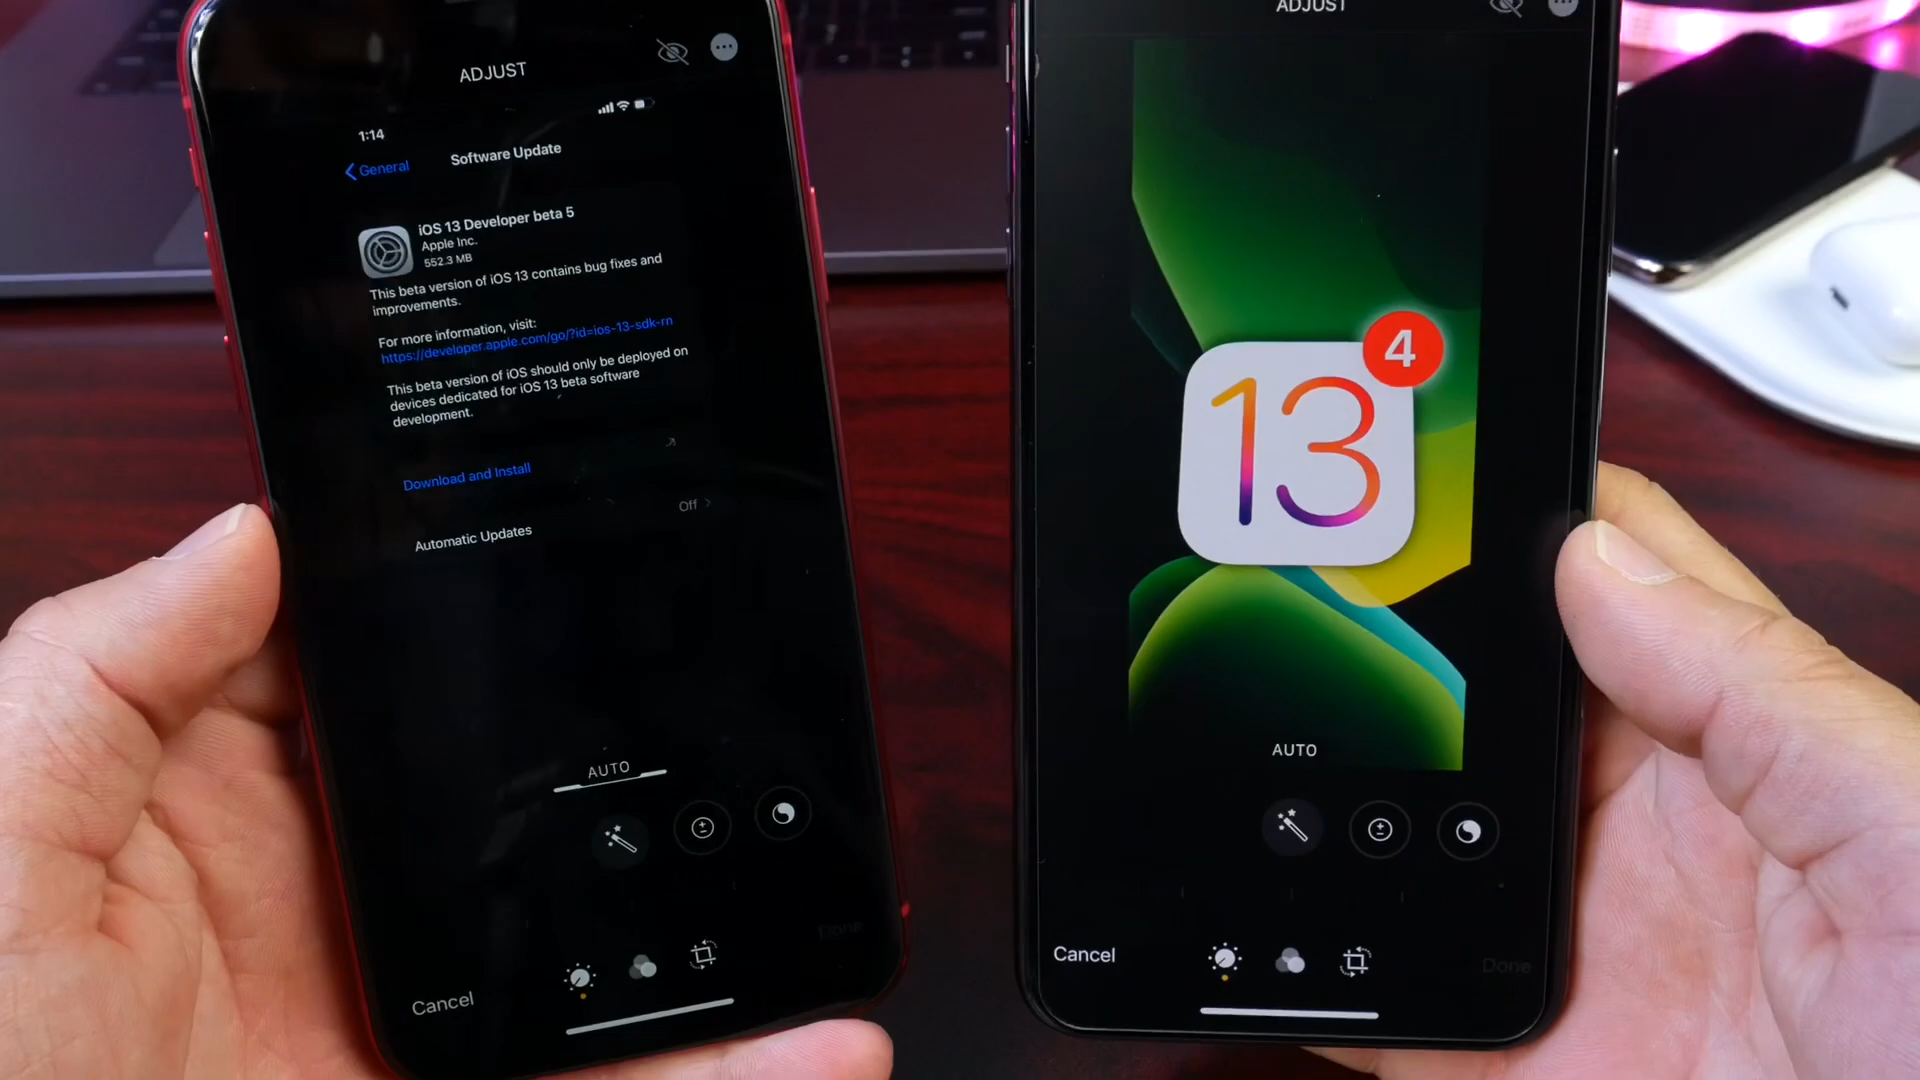 ADJUST
1:14
General
Software Update
iOS 13 Developer beta 5
Apple Inc.
552.3 MB
This beta version of iOS 13 contains bug fixes and
improvements.
For more information, visit:
https://developer.apple.com/go/?id=ios-13-sdk-rn
This beta version of iOS should only be deployed on
devices dedicated for iOS 13 beta software
development.
Download and Install
Automatic Updates
Off
AUTO
Cancel
Done
ADJUST
4
13
AUTO
Cancel
Done